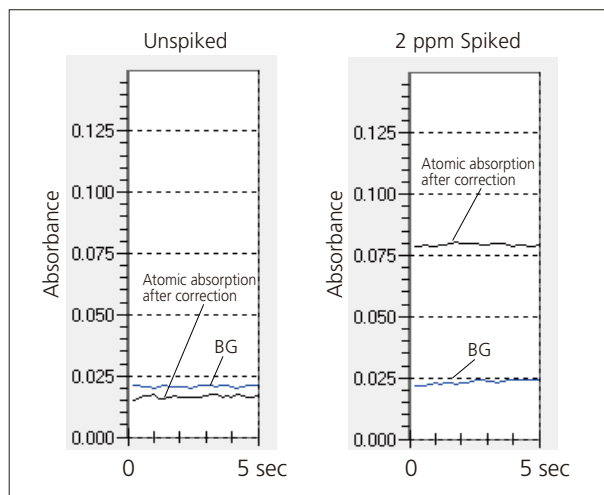 Unspiked
Absorbance
0.125
0.100
0.075
0.050
0.025
0.000
Atomic absorption
after correction
BG
0
5 sec
2 ppm Spiked
Absorbance
0.125
0.100
0.075
0.050
0.025
0.000
Atomic absorption
after correction
BG
0
5 sec